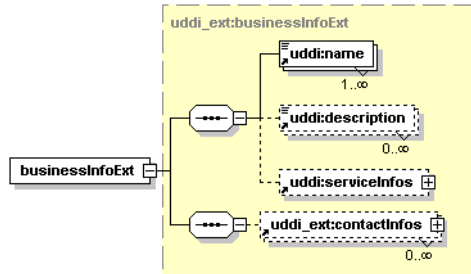 uddi_ext:businessInfoExt
uddi:name
1..∞
uddi:description
0..∞
businessInfoExt
uddi:serviceInfos
uddi_ext:contactInfos
0..∞